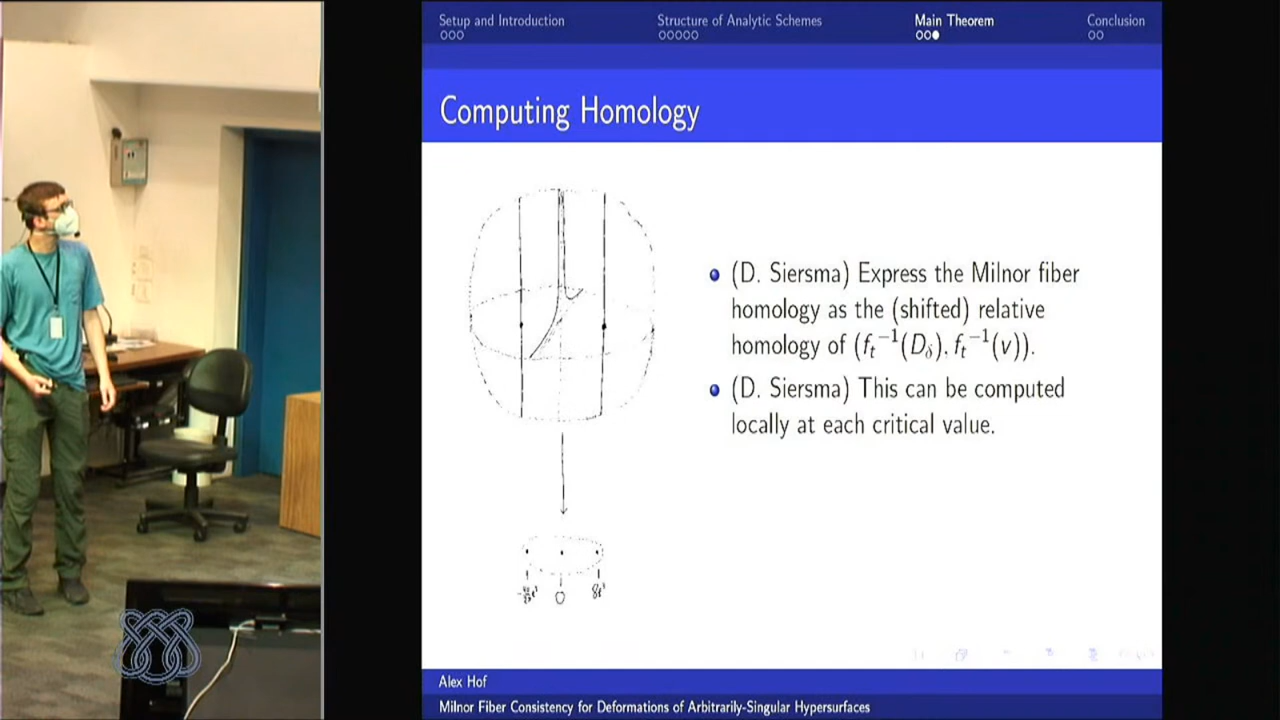 Setup and Introduction
Structure of Analytic Schemes
Main Theorem
Conclusion
Computing Homology
(D. Siersma) Express the Milnor fiber
homology as the (shifted) relative
homology of (f_t^{-1}(D_δ), f_t^{-1}(v)).
(D. Siersma) This can be computed
locally at each critical value.
0
Alex Hof
Milnor Fiber Consistency for Deformations of Arbitrarily-Singular Hypersurfaces